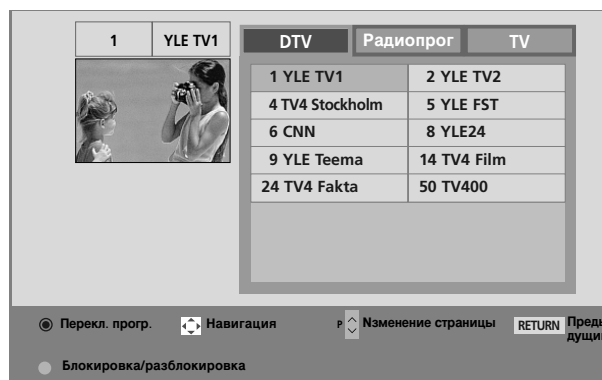 1 YLE TV1
DTV Радиопрог TV
1 YLE TV1 2 YLE TV2
4 TV4 Stockholm 5 YLE FST
6 CNN 8 YLE24
9 YLE Teema 14 TV4 Film
24 TV4 Fakta 50 TV400
Перекл. прогр. Навигация P Nзменение страницы RETURN
Блокировка/разблокировка